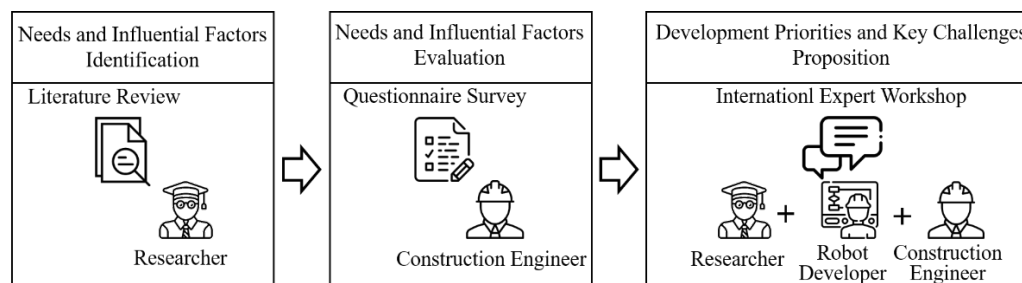 Needs and Influential Factors
Identification
Literature Review
Researcher
Needs and Influential Factors
Evaluation
Questionnaire Survey
Construction Engineer
Development Priorities and Key Challenges
Proposition
Internationl Expert Workshop
Researcher
+
Robot
Developer
+
Construction
Engineer